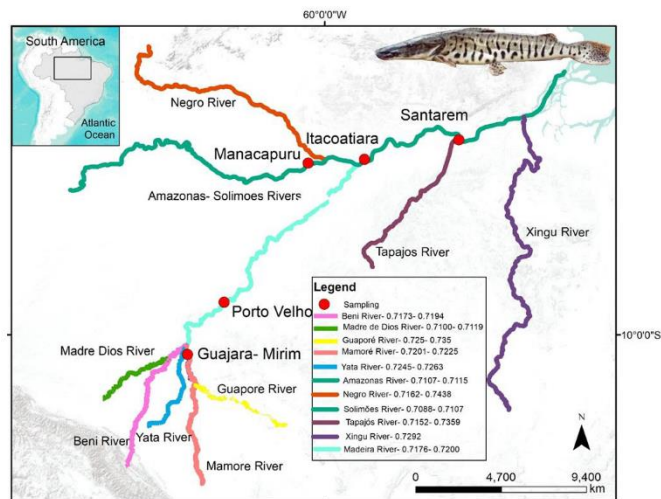 60°0'0"W
South America
Atlantic
Ocean
Negro River
Santarem
Itacoatiara
Manacapuru
Amazonas- Solimoes Rivers
Tapajos River
Xingu River
Porto Velho
Guajara- Mirim
Madre Dios River
Guapore River
Beni River
Yata River
Mamore River
10°0'0"S
Legend
Sampling
Beni River- 0.7173- 0.7194
Madre de Dios River- 0.7100- 0.7119
Guaporé River- 0.725- 0.735
Mamoré River- 0.7201- 0.7225
Yata River- 0.7245- 0.7263
Amazonas River- 0.7107- 0.7115
Negro River- 0.7162- 0.7438
Solimões River- 0.7088- 0.7107
Tapajós River- 0.7152- 0.7359
Xingu River- 0.7292
Madeira River- 0.7176- 0.7200
N
0 4,700 9,400
km